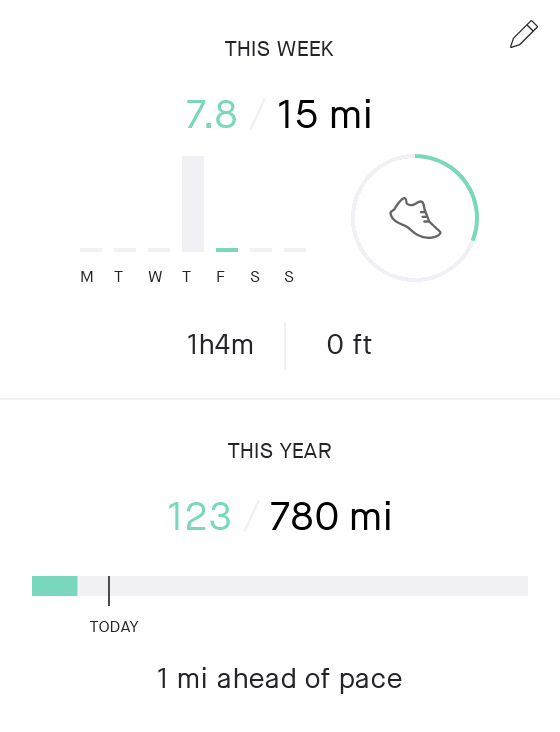 THIS WEEK
7.8 / 15 mi
M T W T F S S
1h4m 0 ft
THIS YEAR
123 / 780 mi
TODAY
1 mi ahead of pace